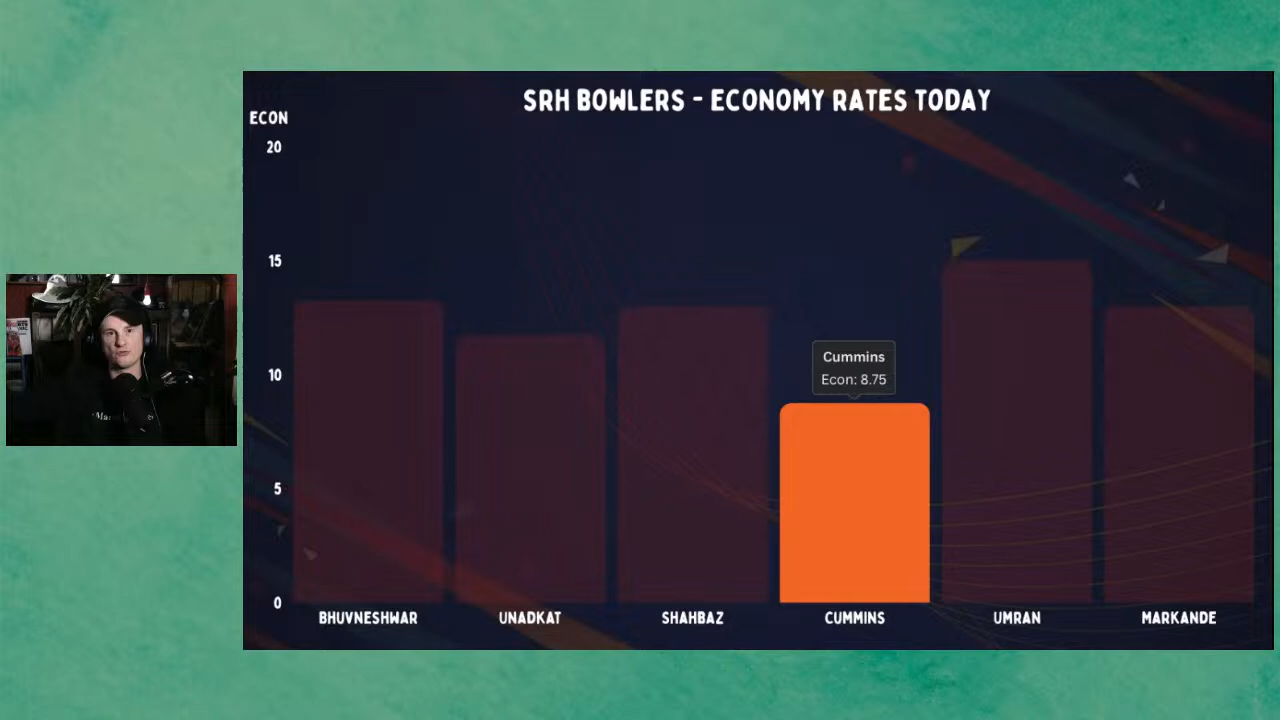 SRH BOWLERS - ECONOMY RATES TODAY
ECON
20
15
10
5
0
Cummins
Econ: 8.75
BHUVNESHWAR
UNADKAT
SHAHBAZ
CUMMINS
UMRAN
MARKANDE